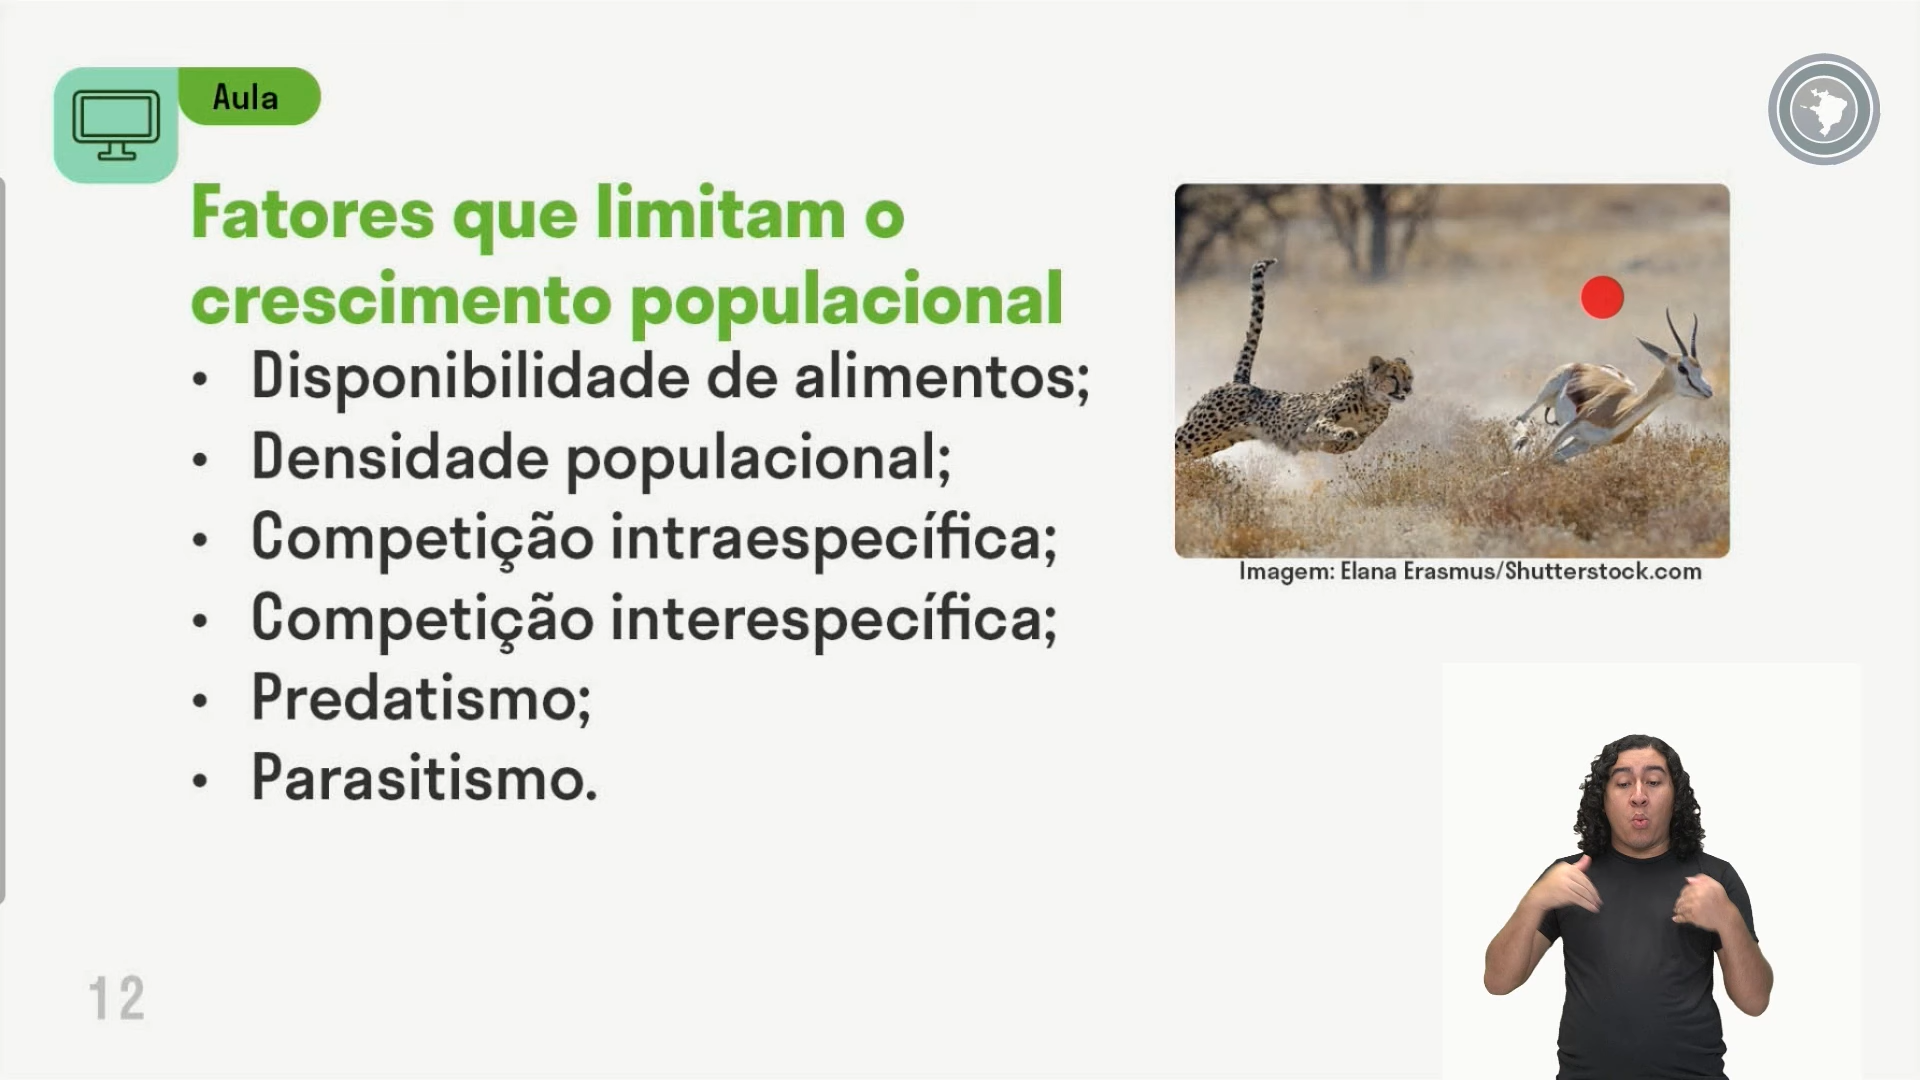 Aula
Fatores que limitam o
crescimento populacional
• Disponibilidade de alimentos;
• Densidade populacional;
• Competição intraespecífica;
• Competição interespecífica;
• Predatismo;
• Parasitismo.
Imagem: Elana Erasmus/Shutterstock.com
12